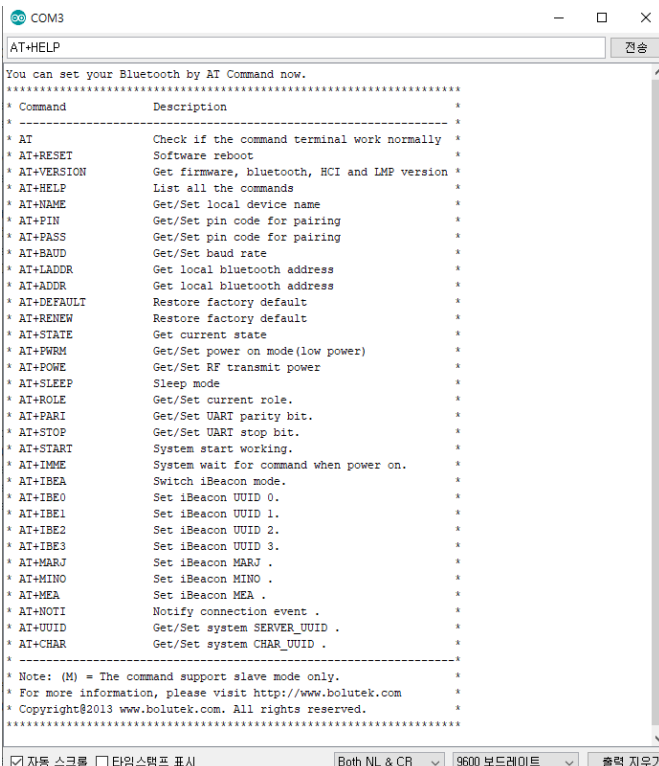 COM3
AT+HELP
전송
You can set your Bluetooth by AT Command now.
********************************************************************
* Command Description *
* ---------------------------------------------------------------- *
* AT Check if the command terminal work normally *
* AT+RESET Software reboot *
* AT+VERSION Get firmware, bluetooth, HCI and LMP version *
* AT+HELP List all the commands *
* AT+NAME Get/Set local device name *
* AT+PIN Get/Set pin code for pairing *
* AT+PASS Get/Set pin code for pairing *
* AT+BAUD Get/Set baud rate *
* AT+LADDR Get local bluetooth address *
* AT+ADDR Get local bluetooth address *
* AT+DEFAULT Restore factory default *
* AT+RENEW Restore factory default *
* AT+STATE Get current state *
* AT+PWRM Get/Set power on mode(low power) *
* AT+POWE Get/Set RF transmit power *
* AT+SLEEP Sleep mode *
* AT+ROLE Get/Set current role. *
* AT+PARI Get/Set UART parity bit. *
* AT+STOP Get/Set UART stop bit. *
* AT+START System start working. *
* AT+IMME System wait for command when power on. *
* AT+IBEA Switch iBeacon mode. *
* AT+IBE0 Set iBeacon UUID 0. *
* AT+IBE1 Set iBeacon UUID 1. *
* AT+IBE2 Set iBeacon UUID 2. *
* AT+IBE3 Set iBeacon UUID 3. *
* AT+MARJ Set iBeacon MARJ . *
* AT+MINO Set iBeacon MINO . *
* AT+MEA Set iBeacon MEA . *
* AT+NOTI Notify connection event . *
* AT+UUID Get/Set system SERVER_UUID . *
* AT+CHAR Get/Set system CHAR_UUID . *
* -----------------------------------------------------------------*
* Note: (M) = The command support slave mode only. *
* For more information, please visit http://www.bolutek.com *
* Copyright@2013 www.bolutek.com. All rights reserved. *
********************************************************************
자동 스크롤 타임스탬프 표시 Both NL & CR 9600 보드레이트 출력 지우기